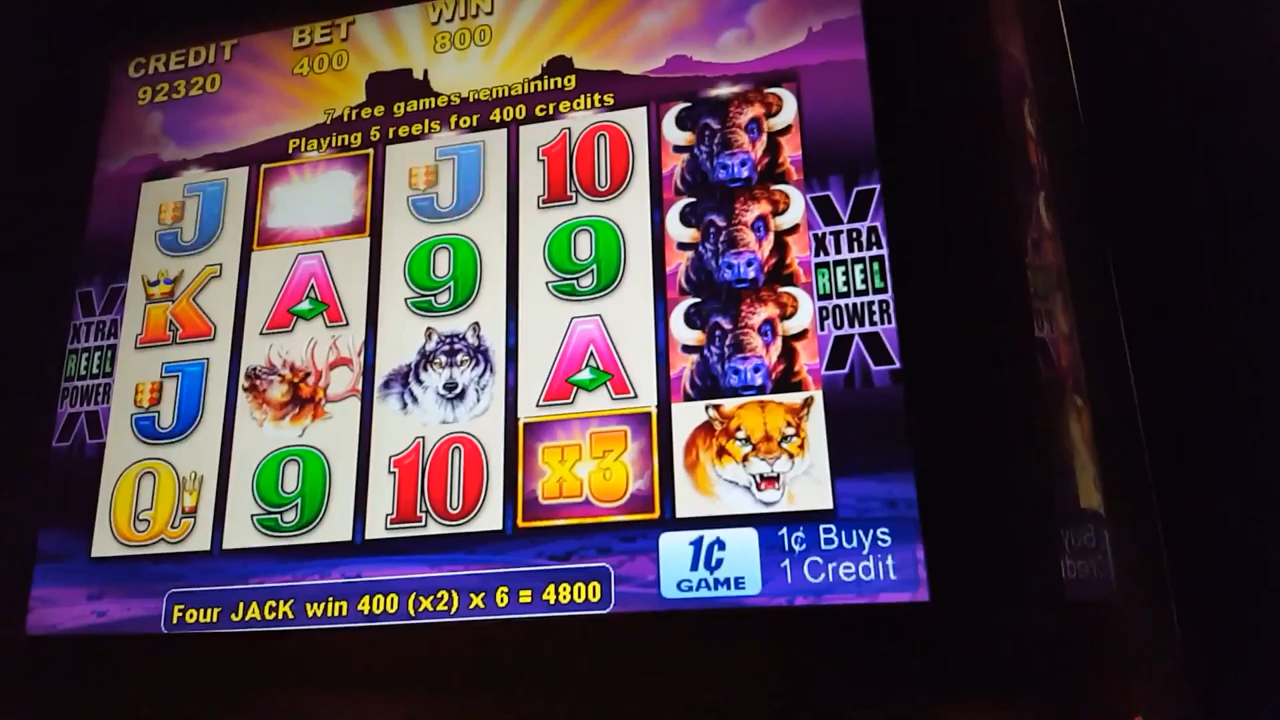 CREDIT
92320
BET
400
WIN
800
7 free games remaining
Playing 5 reels for 400 credits
J
K
J
Q
A
9
J
9
10
10
9
A
x3
XTRA
REEL
POWER
XTRA
REEL
POWER
1¢
GAME
1¢ Buys
1 Credit
Four JACK win 400 (x2) x 6 = 4800